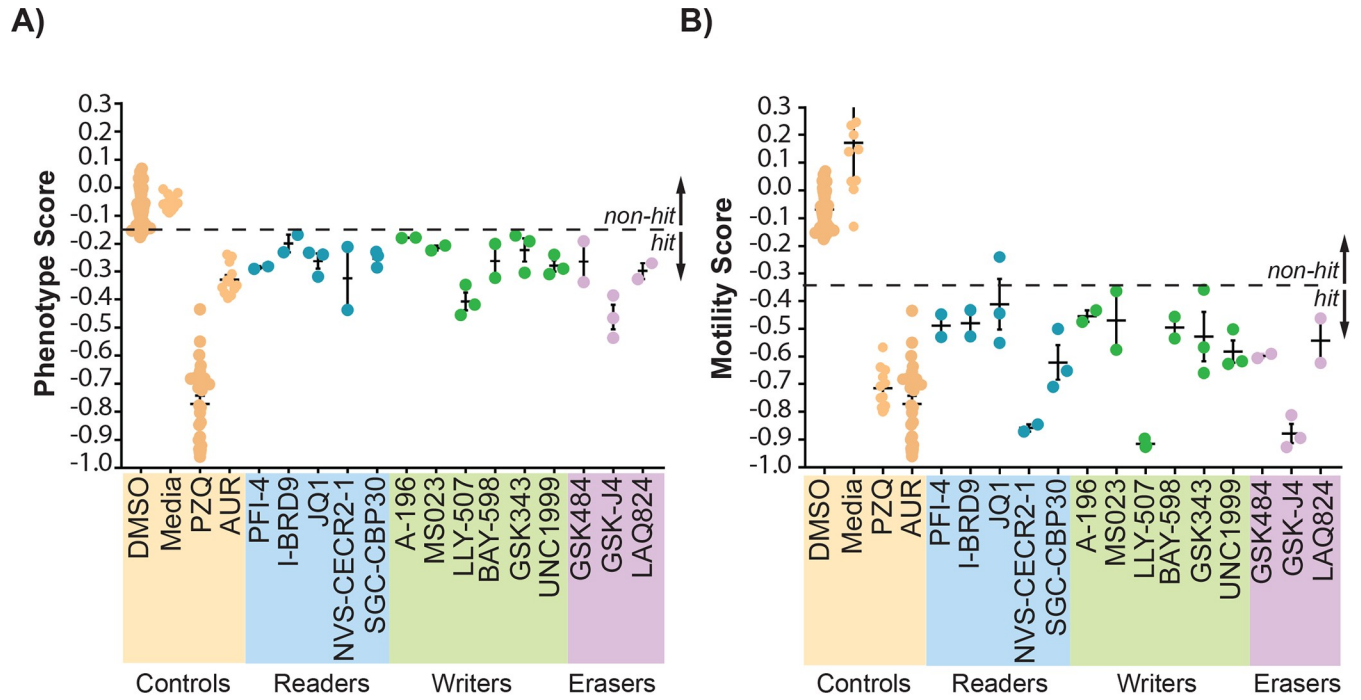 A)
Phenotype Score
0.3
0.2
0.1
0.0
-0.1
-0.2
-0.3
-0.4
-0.5
-0.6
-0.7
-0.8
-0.9
-1.0
non-hit
hit
DMSO
Media
PZQ
AUR
PFI-4
I-BRD9
JQ1
NVS-CECR2-1
SGC-CBP30
A-196
MS023
LLY-507
BAY-598
GSK343
UNC1999
GSK484
GSK-J4
LAQ824
Controls
Readers
Writers
Erasers
B)
Motility Score
0.3
0.2
0.1
0.0
-0.1
-0.2
-0.3
-0.4
-0.5
-0.6
-0.7
-0.8
-0.9
-1.0
non-hit
hit
DMSO
Media
PZQ
AUR
PFI-4
I-BRD9
JQ1
NVS-CECR2-1
SGC-CBP30
A-196
MS023
LLY-507
BAY-598
GSK343
UNC1999
GSK484
GSK-J4
LAQ824
Controls
Readers
Writers
Erasers